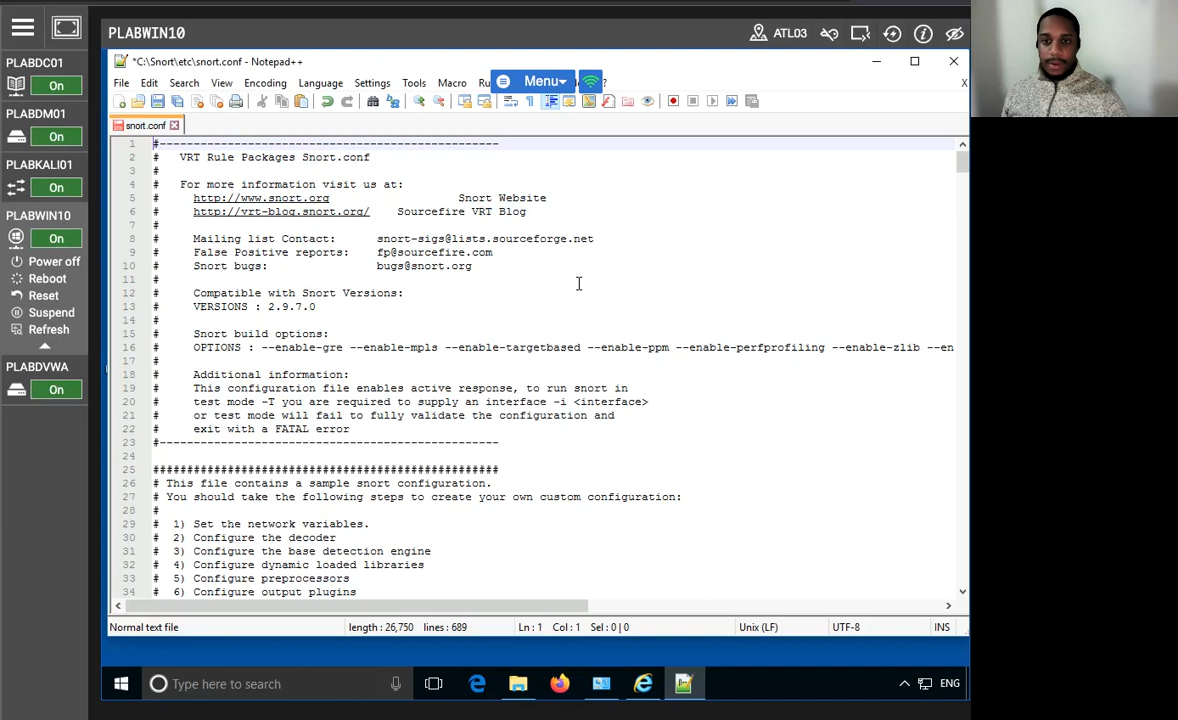 PLABWIN10
ATL03
PLABDC01
On
PLABDM01
On
PLABKALI01
On
PLABWIN10
On
Power off
Reboot
Reset
Suspend
Refresh
PLABDVWA
On
*C:\Snort\etc\snort.conf - Notepad++
File Edit Search View Encoding Language Settings Tools Macro Menu
snort.conf
1 #--------------------------------------------------
2 # VRT Rule Packages Snort.conf
3 #
4 # For more information visit us at:
5 # http://www.snort.org Snort Website
6 # http://vrt-blog.snort.org/ Sourcefire VRT Blog
7 #
8 # Mailing list Contact: snort-sigs@lists.sourceforge.net
9 # False Positive reports: fp@sourcefire.com
10 # Snort bugs: bugs@snort.org
11 #
12 # Compatible with Snort Versions:
13 # VERSIONS : 2.9.7.0
14 #
15 # Snort build options:
16 # OPTIONS : --enable-gre --enable-mpls --enable-targetbased --enable-ppm --enable-perfprofiling --enable-zlib --en
17 #
18 # Additional information:
19 # This configuration file enables active response, to run snort in
20 # test mode -T you are required to supply an interface -i <interface>
21 # or test mode will fail to fully validate the configuration and
22 # exit with a FATAL error
23 #--------------------------------------------------
24
25 ###################################################
26 # This file contains a sample snort configuration.
27 # You should take the following steps to create your own custom configuration:
28 #
29 # 1) Set the network variables.
30 # 2) Configure the decoder
31 # 3) Configure the base detection engine
32 # 4) Configure dynamic loaded libraries
33 # 5) Configure preprocessors
34 # 6) Configure output plugins
Normal text file length : 26,750 lines : 689 Ln : 1 Col : 1 Sel : 0 | 0 Unix (LF) UTF-8 INS
Type here to search
ENG